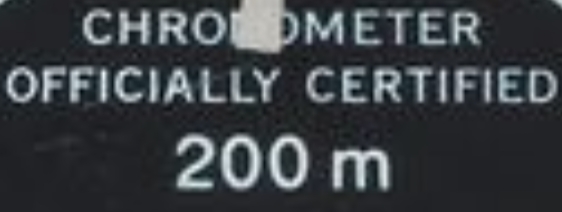 CHRONOMETER
OFFICIALLY CERTIFIED
200 m